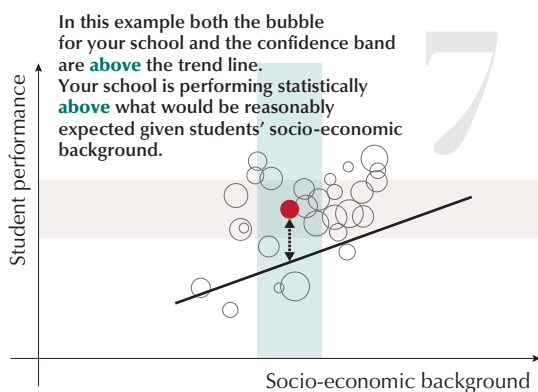 In this example both the bubble
for your school and the confidence band
are above the trend line.
Your school is performing statistically
above what would be reasonably
expected given students’ socio-economic
background.
7
Student performance
Socio-economic background